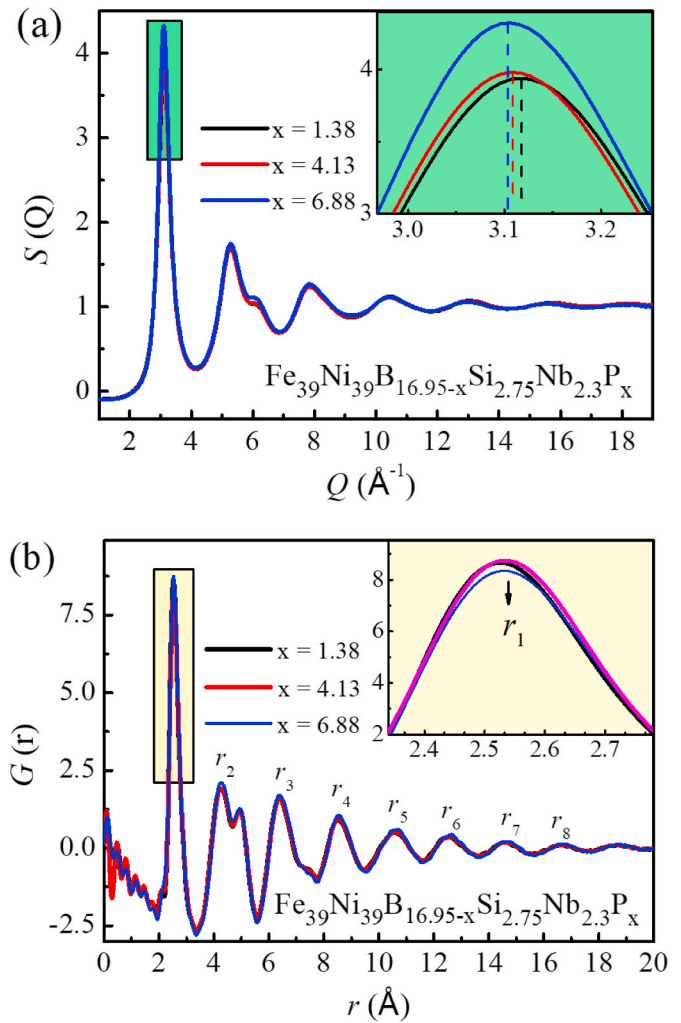 (a)
4
3
2
1
0
S (Q)
x = 1.38
x = 4.13
x = 6.88
4
3
3.0 3.1 3.2
Fe₃₉Ni₃₉B₁₆.₉₅₋ₓSi₂.₇₅Nb₂.₃Pₓ
2 4 6 8 10 12 14 16 18
Q (Å⁻¹)
(b)
7.5
5.0
2.5
0.0
-2.5
G (r)
x = 1.38
x = 4.13
x = 6.88
8
6
4
2
r₁
2.4 2.5 2.6 2.7
r₂ r₃ r₄ r₅ r₆ r₇ r₈
Fe₃₉Ni₃₉B₁₆.₉₅₋ₓSi₂.₇₅Nb₂.₃Pₓ
0 2 4 6 8 10 12 14 16 18 20
r (Å)